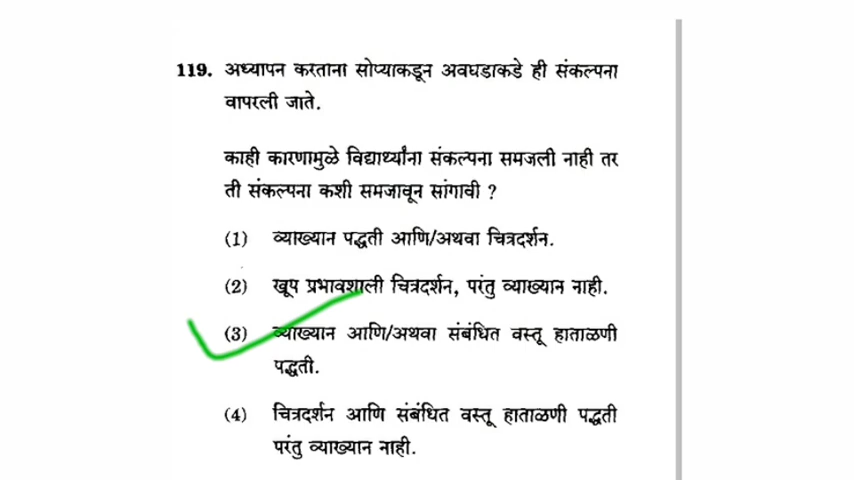 119. अध्यापन करताना सोप्याकडून अवघडाकडे ही संकल्पना
वापरली जाते.
काही कारणामुळे विद्यार्थ्यांना संकल्पना समजली नाही तर
ती संकल्पना कशी समजावून सांगावी ?
(1) व्याख्यान पद्धती आणि/अथवा चित्रदर्शन.
(2) खूप प्रभावशाली चित्रदर्शन, परंतु व्याख्यान नाही.
(3) व्याख्यान आणि/अथवा संबंधित वस्तू हाताळणी
पद्धती.
(4) चित्रदर्शन आणि संबंधित वस्तू हाताळणी पद्धती
परंतु व्याख्यान नाही.